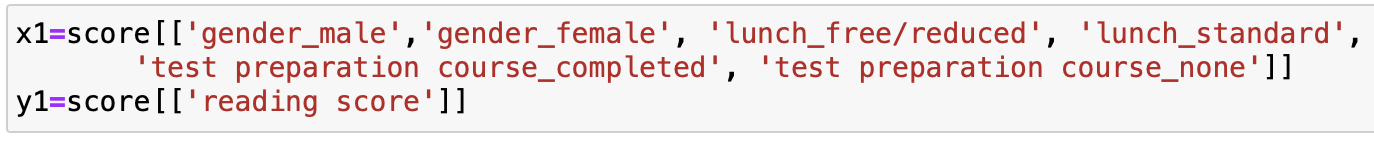 x1=score[['gender_male','gender_female', 'lunch_free/reduced', 'lunch_standard',
'test preparation course_completed', 'test preparation course_none']]
y1=score[['reading score']]